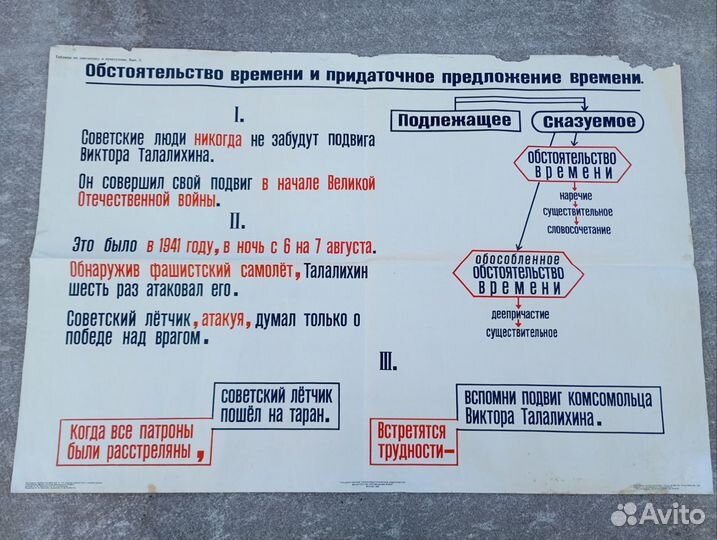 Обстоятельство времени и придаточное предложение времени.
I.
Советские люди никогда не забудут подвига
Виктора Талалихина.
Он совершил свой подвиг в начале Великой
Отечественной войны.
II.
Это было в 1941 году, в ночь с 6 на 7 августа.
Обнаружив фашистский самолёт, Талалихин
шесть раз атаковал его.
Советский лётчик, атакуя, думал только о
победе над врагом.
Подлежащее Сказуемое
обстоятельство
времени
наречие
существительное
словосочетание
обособленное
обстоятельство
времени
деепричастие
существительное
III.
советский лётчик
пошёл на таран.
Когда все патроны
были расстреляны,
вспомни подвиг комсомольца
Виктора Талалихина.
Встретятся
трудности—
Avito